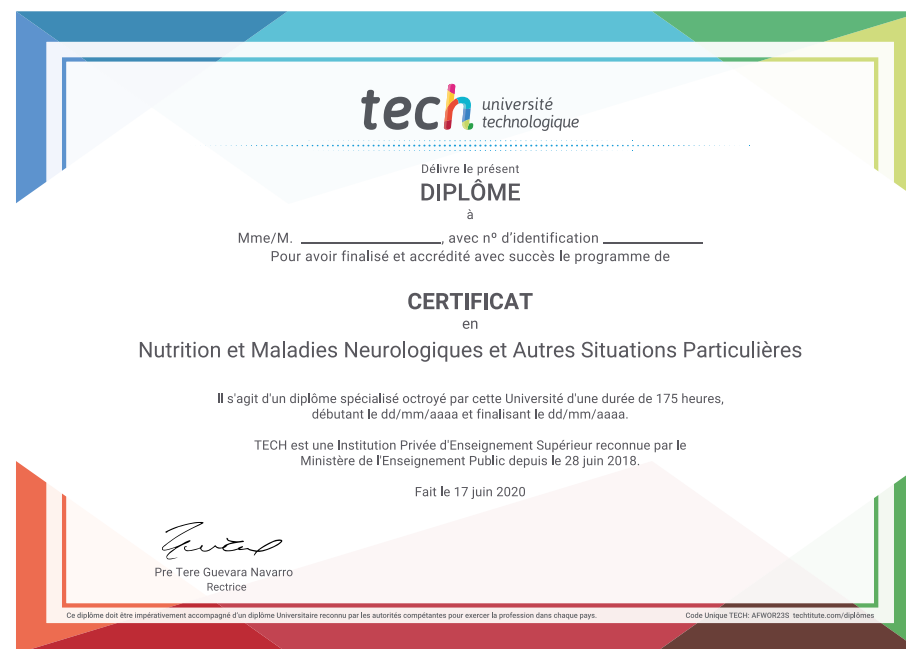 tech université
technologique
Délivre le présent
DIPLÔME
à
Mme/M. ____________________, avec nº d'identification ______________
Pour avoir finalisé et accrédité avec succès le programme de
CERTIFICAT
en
Nutrition et Maladies Neurologiques et Autres Situations Particulières
Il s'agit d'un diplôme spécialisé octroyé par cette Université d'une durée de 175 heures,
débutant le dd/mm/aaaa et finalisant le dd/mm/aaaa.
TECH est une Institution Privée d'Enseignement Supérieur reconnue par le
Ministère de l'Enseignement Public depuis le 28 juin 2018.
Fait le 17 juin 2020
Pre Tere Guevara Navarro
Rectrice
Ce diplôme doit être impérativement accompagné d'un diplôme Universitaire reconnu par les autorités compétantes pour exercer la profession dans chaque pays.
Code Unique TECH: AFWOR23S techtitute.com/diplômes